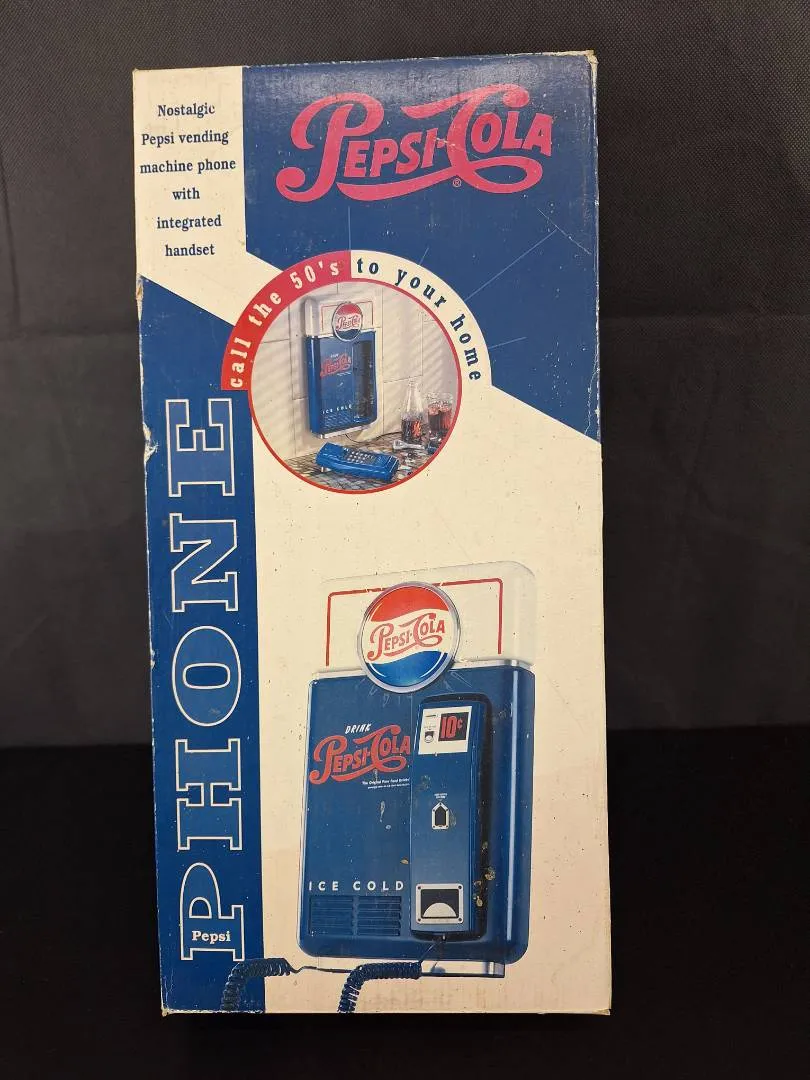 Nostalgic
Pepsi vending
machine phone
with
integrated
handset
PEPSI-COLA®
call the 50's to your home
PEPSI-COLA
ICE COLD
PHONE
Pepsi
PEPSI-COLA
10¢
DRINK
PEPSI-COLA
ICE COLD